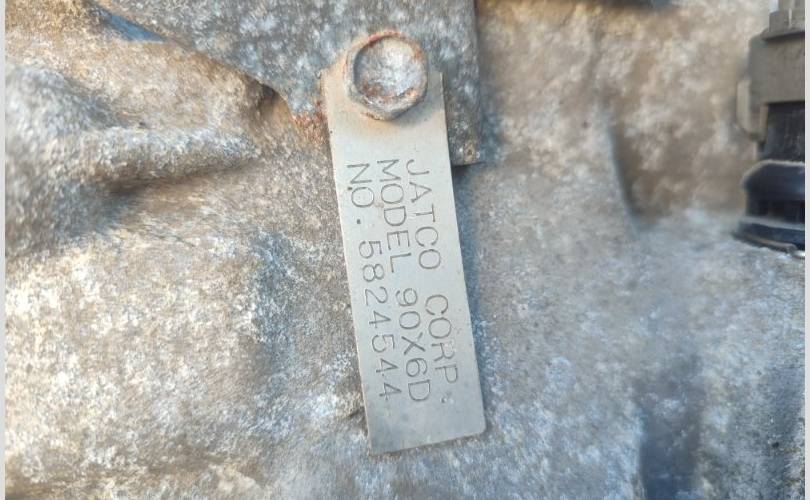 JATCO CORP.
MODEL 90X6D
NO. 5824544